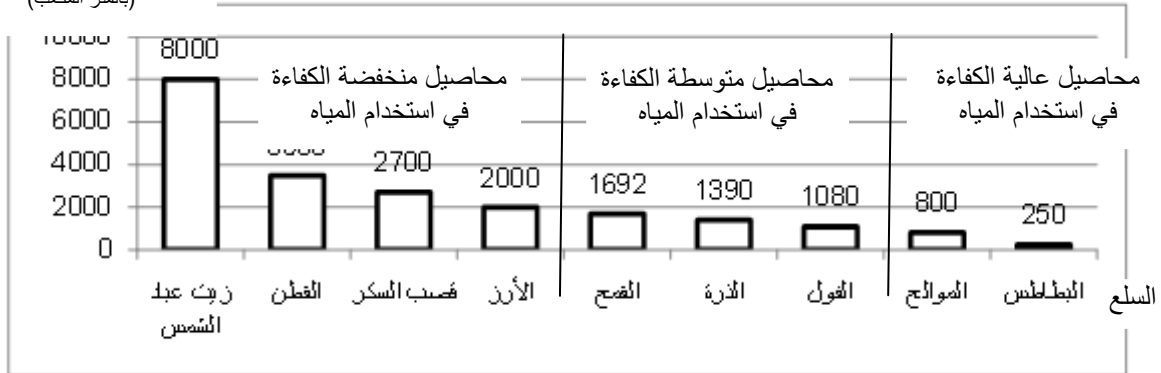 8000
محاصيل منخفضة الكفاءة
في استخدام المياه
محاصيل متوسطة الكفاءة
في استخدام المياه
محاصيل عالية الكفاءة
في استخدام المياه
10000
8000
6000
4000
2000
0
2700
2000
1692
1390
1080
800
250
زيت عباد
الشمس
القطن
قصب السكر
الأرز
القمح
الذرة
الفول
الموالح
البطاطس
السلع